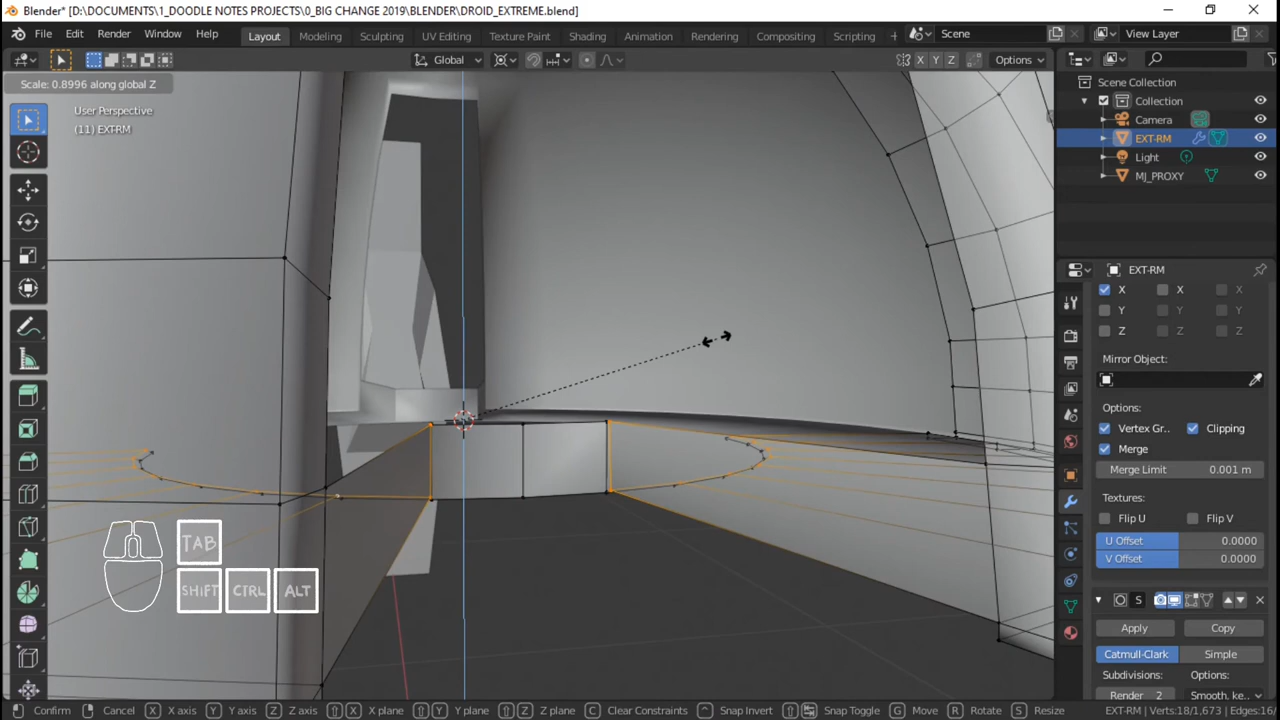 Blender* [D:\DOCUMENTS\1_DOODLE NOTES PROJECTS\0_BIG CHANGE 2019\BLENDER\DROID_EXTREME.blend]
File Edit Render Window Help Layout Modeling Sculpting UV Editing Texture Paint Shading Animation Rendering Compositing Scripting + Scene View Layer
Global X Y Z Options
Scale: 0.8996 along global Z
User Perspective
(11) EXT-RM
Scene Collection
Collection
Camera
EXT-RM
Light
MJ_PROXY
EXT-RM
X X X
Y Y Y
Z Z Z
Mirror Object:
Options:
Vertex Gr.. Clipping
Merge
Merge Limit 0.001 m
Textures:
Flip U Flip V
U Offset 0.0000
V Offset 0.0000
S
Apply Copy
Catmull-Clark Simple
Subdivisions: Options:
Render 2 Smooth, ke..
TAB
SHIFT CTRL ALT
Confirm Cancel X X axis Y Y axis Z Z axis X X plane Y Y plane Z Z plane C Clear Constraints Snap Invert Snap Toggle G Move R Rotate S Resize EXT-RM | Verts:18/1,673 | Edges:16/